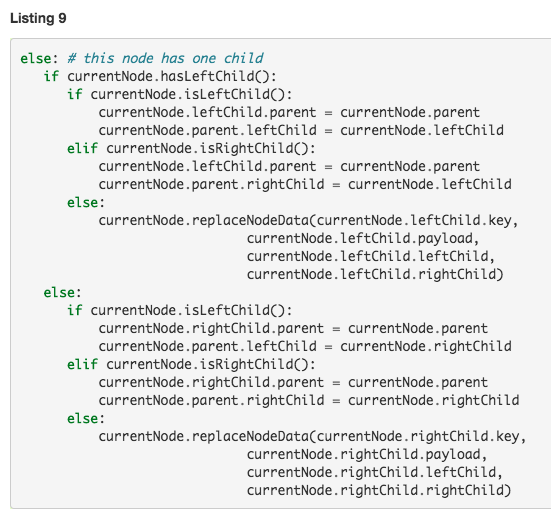 Listing 9
else: # this node has one child
   if currentNode.hasLeftChild():
      if currentNode.isLeftChild():
          currentNode.leftChild.parent = currentNode.parent
          currentNode.parent.leftChild = currentNode.leftChild
      elif currentNode.isRightChild():
          currentNode.leftChild.parent = currentNode.parent
          currentNode.parent.rightChild = currentNode.leftChild
      else:
          currentNode.replaceNodeData(currentNode.leftChild.key,
                             currentNode.leftChild.payload,
                             currentNode.leftChild.leftChild,
                             currentNode.leftChild.rightChild)
   else:
      if currentNode.isLeftChild():
          currentNode.rightChild.parent = currentNode.parent
          currentNode.parent.leftChild = currentNode.rightChild
      elif currentNode.isRightChild():
          currentNode.rightChild.parent = currentNode.parent
          currentNode.parent.rightChild = currentNode.rightChild
      else:
          currentNode.replaceNodeData(currentNode.rightChild.key,
                             currentNode.rightChild.payload,
                             currentNode.rightChild.leftChild,
                             currentNode.rightChild.rightChild)